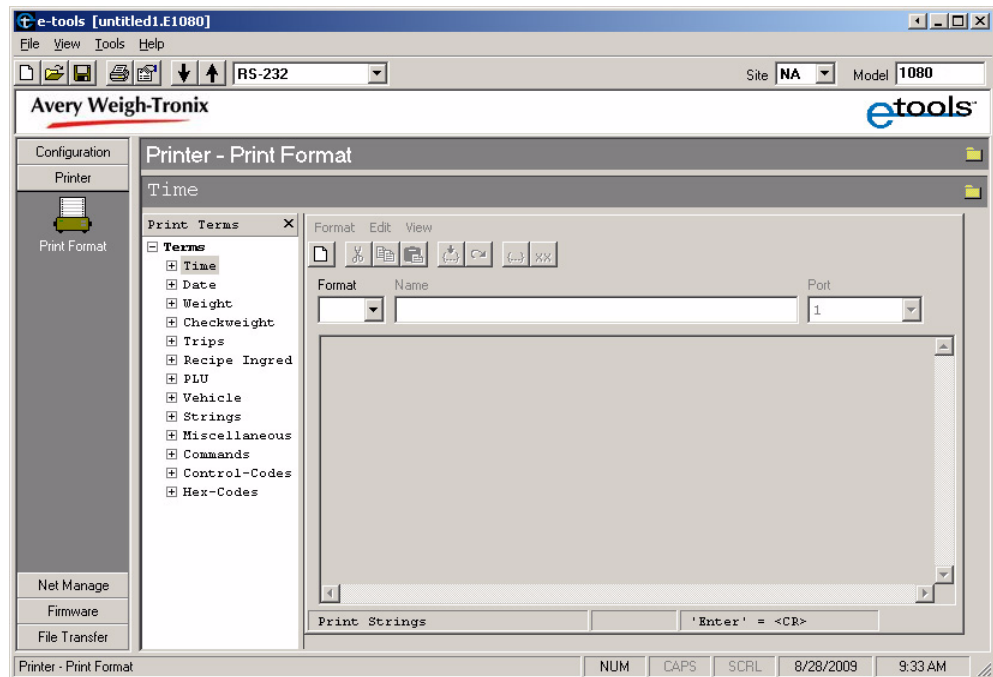 e-tools [untitled1.E1080]
File View Tools Help
RS-232 Site NA Model 1080
Avery Weigh-Tronix etools
Configuration
Printer
Print Format
Net Manage
Firmware
File Transfer
Printer - Print Format
Time
Print Terms X
Terms
Time
Date
Weight
Checkweight
Trips
Recipe Ingred
PLU
Vehicle
Strings
Miscellaneous
Commands
Control-Codes
Hex-Codes
Format Edit View
{...} xx
Format Name Port
1
Print Strings 'Enter' = <CR>
Printer - Print Format NUM CAPS SCRL 8/28/2009 9:33 AM